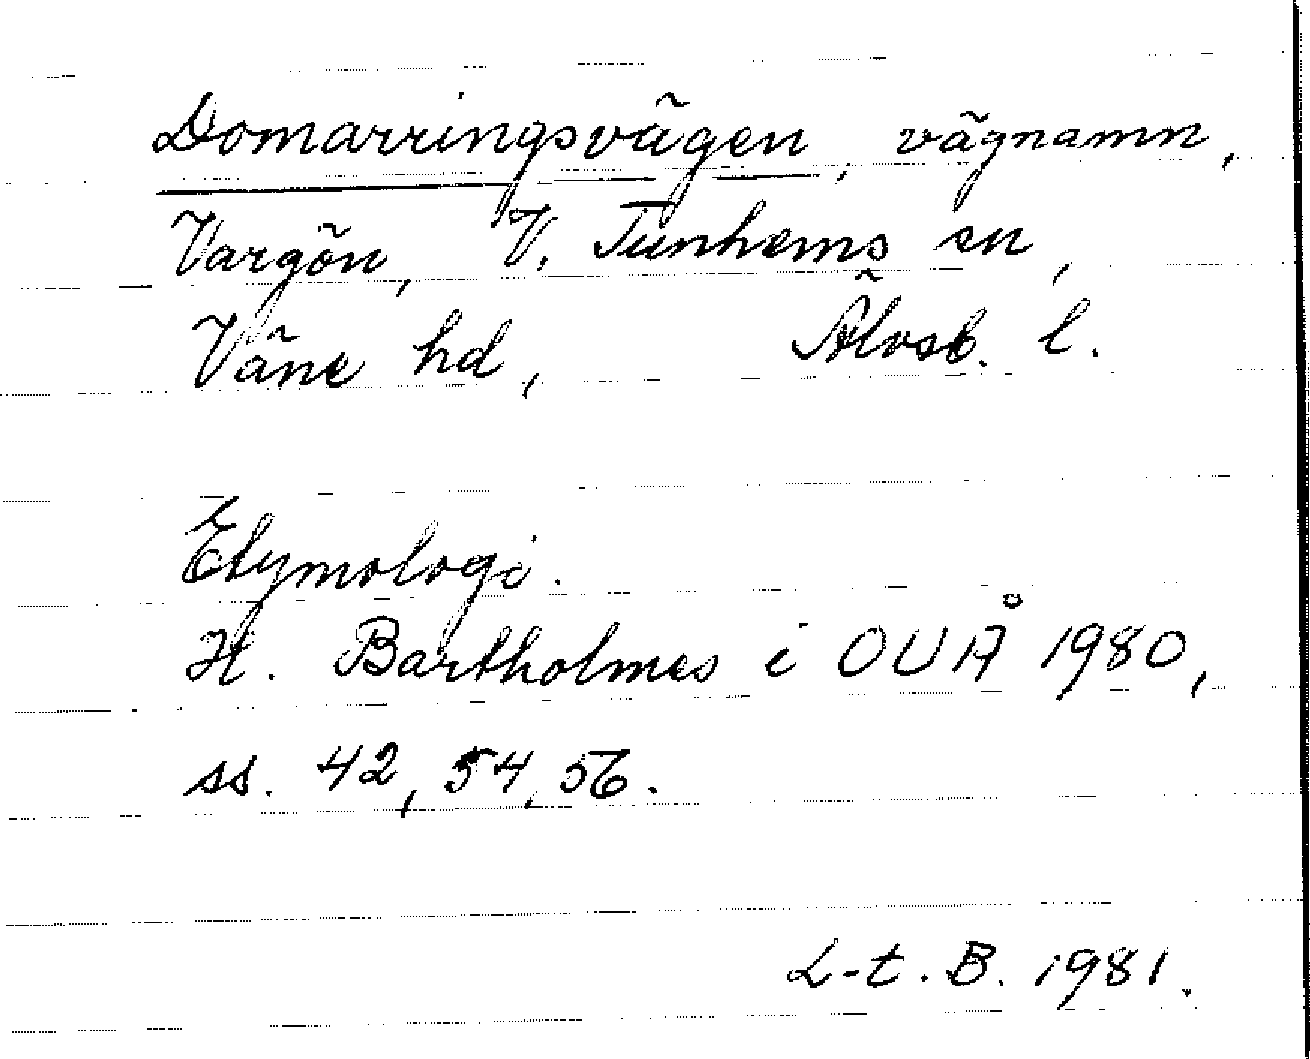 Domarringsvägen, vägnamn,
Vargön, V. Tunhems sn,
Väne hd, Älvsb. l.
Etymologi.
H. Bartholmes i OUÅ 1980,
ss. 42, 54, 56.
L-t. B. 1981.